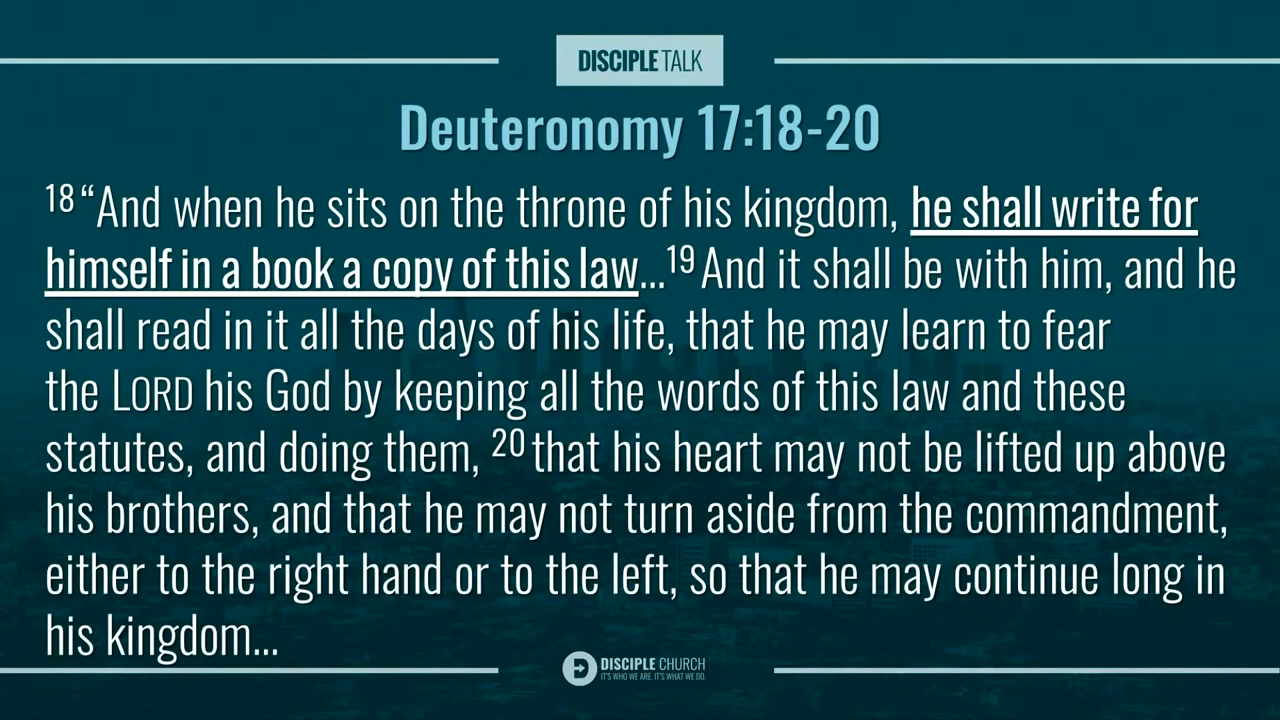 DISCIPLE TALK
Deuteronomy 17:18-20
18 “And when he sits on the throne of his kingdom, he shall write for
himself in a book a copy of this law...19 And it shall be with him, and he
shall read in it all the days of his life, that he may learn to fear
the LORD his God by keeping all the words of this law and these
statutes, and doing them, 20 that his heart may not be lifted up above
his brothers, and that he may not turn aside from the commandment,
either to the right hand or to the left, so that he may continue long in
his kingdom...
DISCIPLE CHURCH
IT'S WHO WE ARE. IT'S WHAT WE DO.